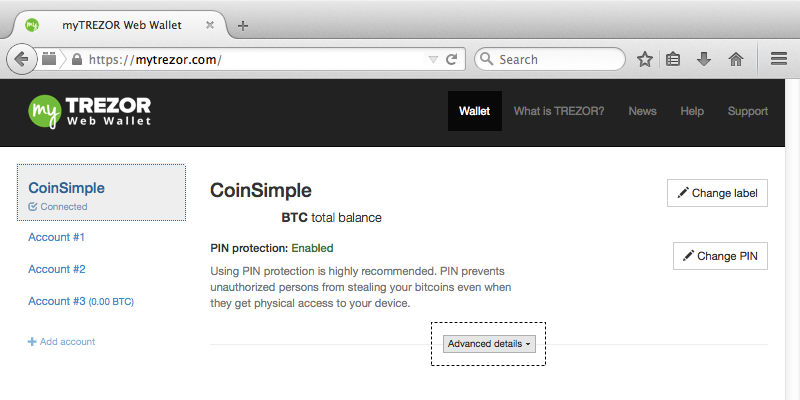 myTREZOR Web Wallet
https://mytrezor.com/
Search
my TREZOR
Web Wallet
Wallet
What is TREZOR?
News
Help
Support
CoinSimple
Connected
Account #1
Account #2
Account #3 (0.00 BTC)
Add account
CoinSimple
Change label
BTC total balance
PIN protection: Enabled
Change PIN
Using PIN protection is highly recommended. PIN prevents
unauthorized persons from stealing your bitcoins even when
they get physical access to your device.
Advanced details